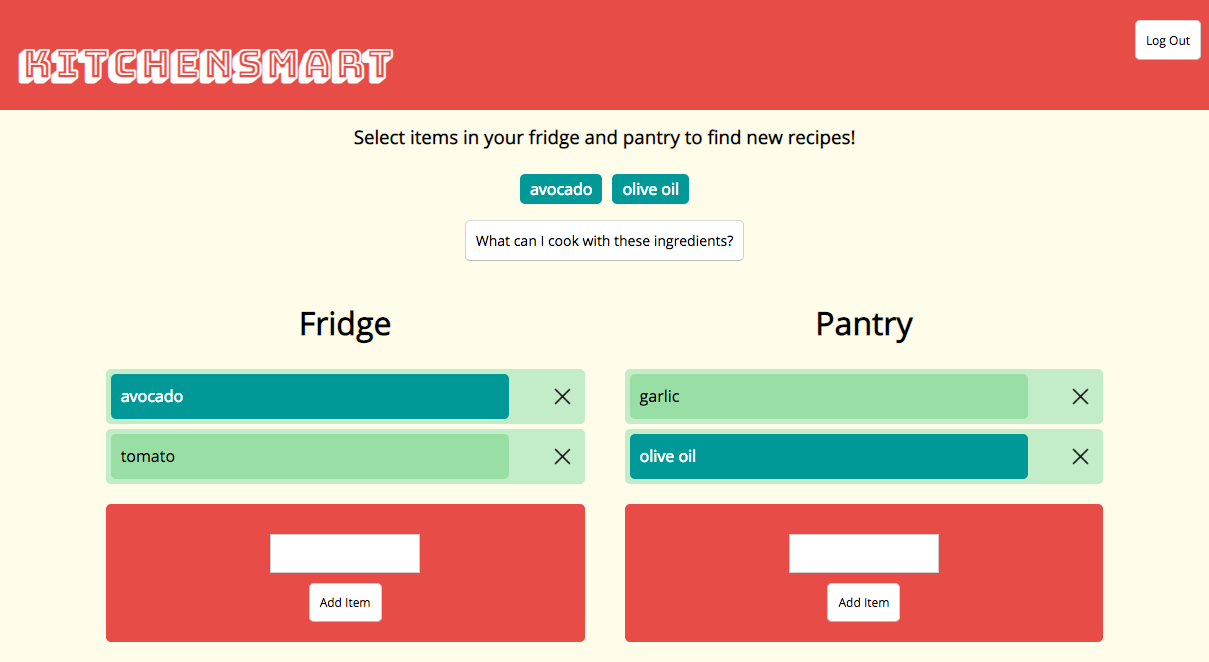 KITCHENSMART
Log Out
Select items in your fridge and pantry to find new recipes!
avocado olive oil
What can I cook with these ingredients?
Fridge
avocado
tomato
Add Item
Pantry
garlic
olive oil
Add Item